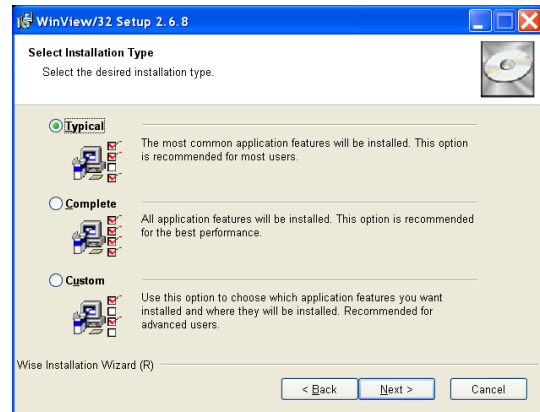 WinView/32 Setup 2.6.8
Select Installation Type
Select the desired installation type.
Typical
The most common application features will be installed. This option
is recommended for most users.
Complete
All application features will be installed. This option is recommended
for the best performance.
Custom
Use this option to choose which application features you want
installed and where they will be installed. Recommended for
advanced users.
Wise Installation Wizard (R)
< Back Next > Cancel